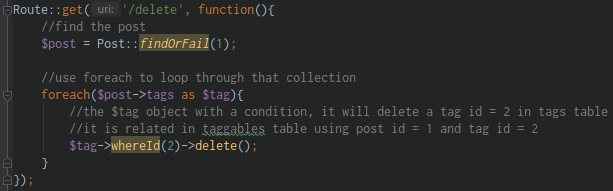 Route::get( uri: '/delete', function(){
//find the post
$post = Post::findOrFail(1);
//use foreach to loop through that collection
foreach($post->tags as $tag){
//the $tag object with a condition, it will delete a tag id = 2 in tags table
//it is related in taggables table using post id = 1 and tag id = 2
$tag->whereId(2)->delete();
}
});